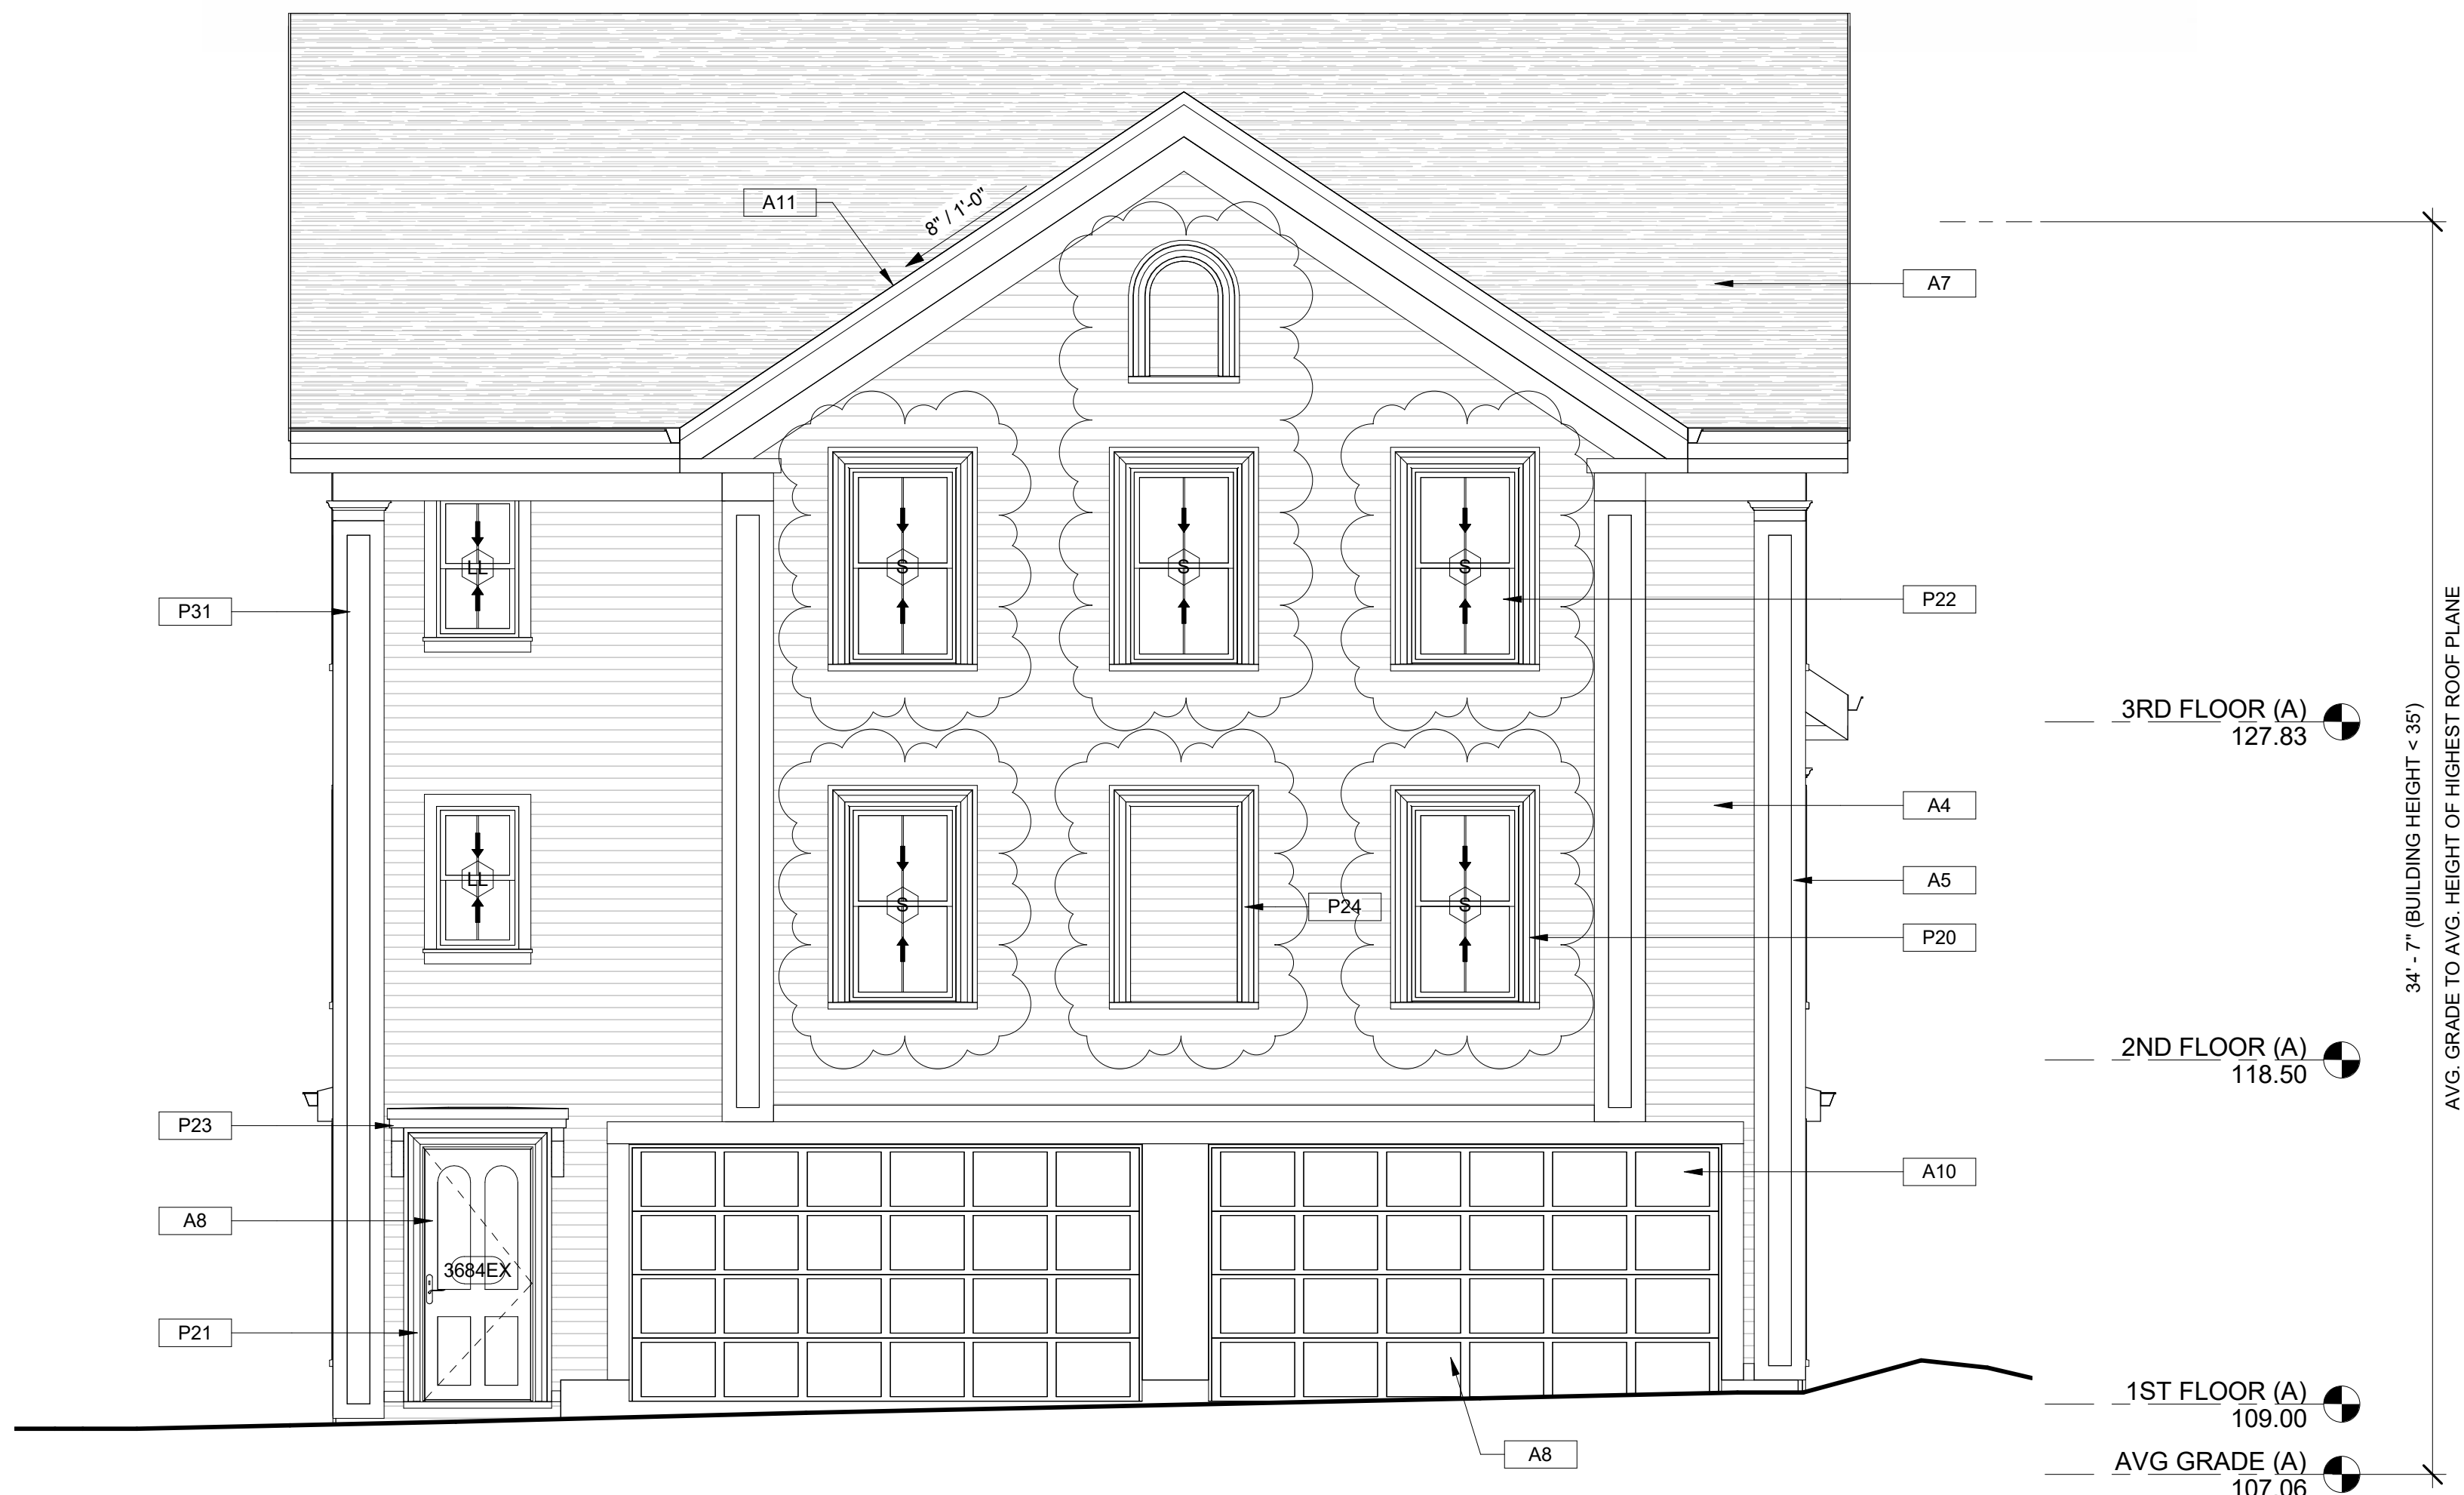 A11
8" / 1'-0"
A7
LL
S
S
S
P31
P22
3RD FLOOR (A)
127.83
A4
LL
S
P24
S
A5
P20
34' - 7" (BUILDING HEIGHT < 35')
AVG. GRADE TO AVG. HEIGHT OF HIGHEST ROOF PLANE
2ND FLOOR (A)
118.50
P23
A10
A8
3684EX
P21
1ST FLOOR (A)
109.00
A8
AVG GRADE (A)
107.06